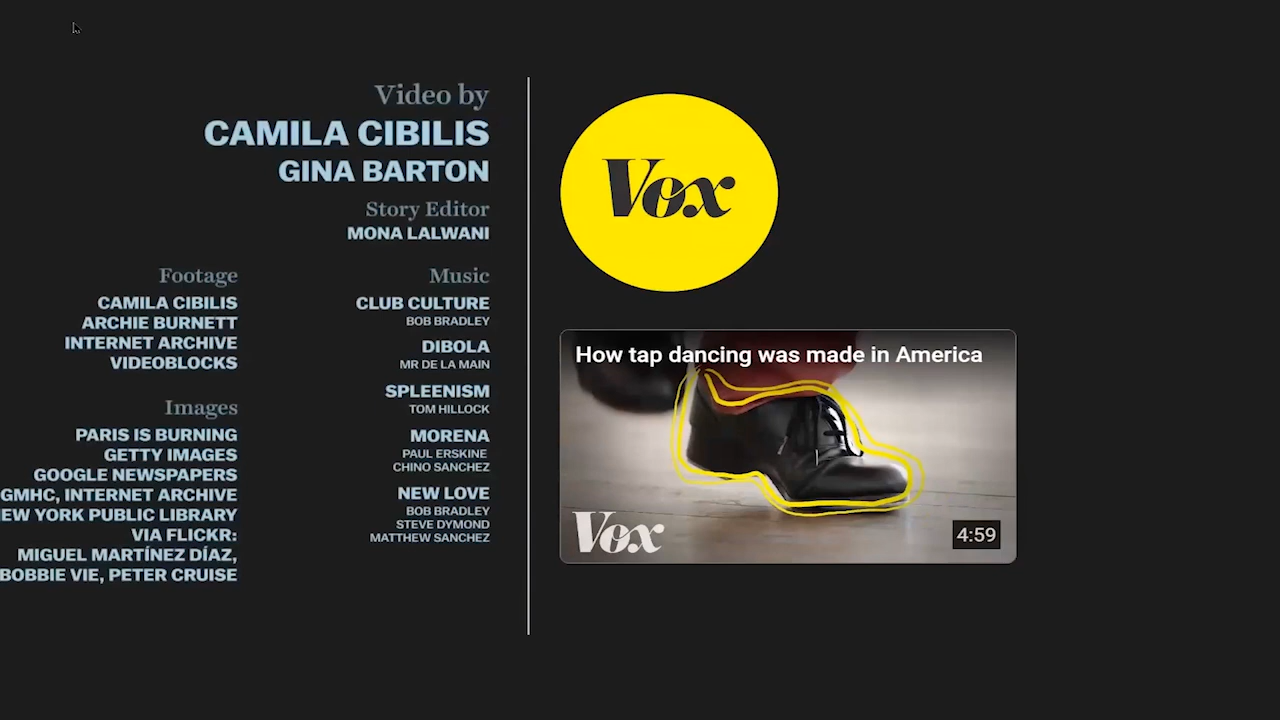 Video by
CAMILA CIBILIS
GINA BARTON
Story Editor
MONA LALWANI
Footage
CAMILA CIBILIS
ARCHIE BURNETT
INTERNET ARCHIVE
VIDEOBLOCKS
Images
PARIS IS BURNING
GETTY IMAGES
GOOGLE NEWSPAPERS
GMHC, INTERNET ARCHIVE
EW YORK PUBLIC LIBRARY
VIA FLICKR:
MIGUEL MARTÍNEZ DÍAZ,
BOBBIE VIE, PETER CRUISE
Music
CLUB CULTURE
BOB BRADLEY
DIBOLA
MR DE LA MAIN
SPLEENISM
TOM HILLOCK
MORENA
PAUL ERSKINE
CHINO SANCHEZ
NEW LOVE
BOB BRADLEY
STEVE DYMOND
MATTHEW SANCHEZ
Vox
How tap dancing was made in America
Vox
4:59